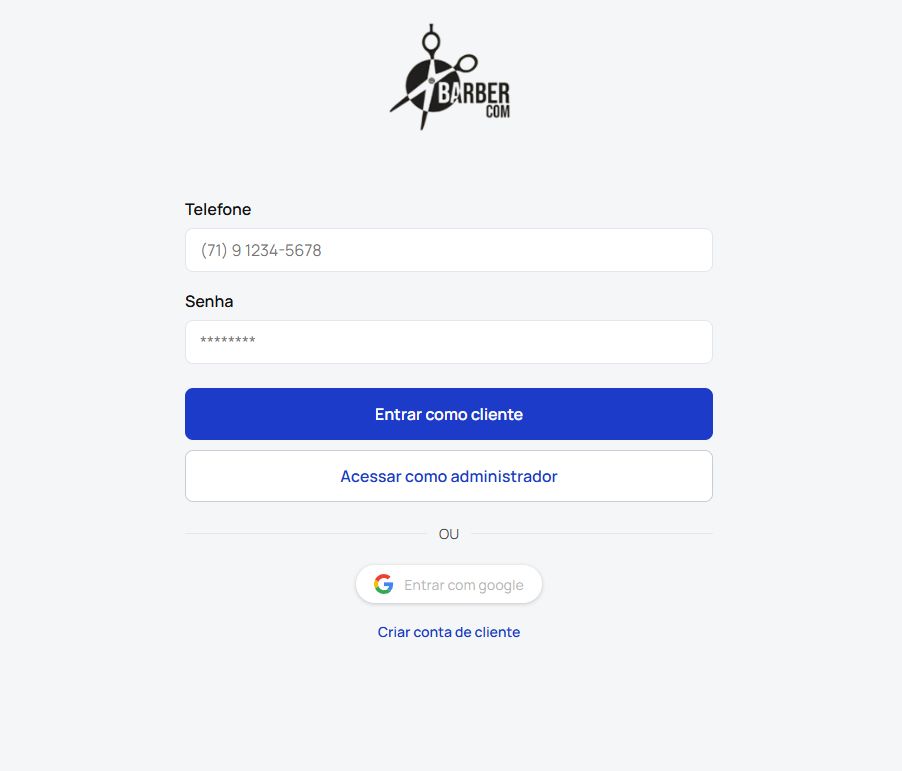 BARBER
COM
Telefone
(71) 9 1234-5678
Senha
********
Entrar como cliente
Acessar como administrador
OU
Entrar com google
Criar conta de cliente